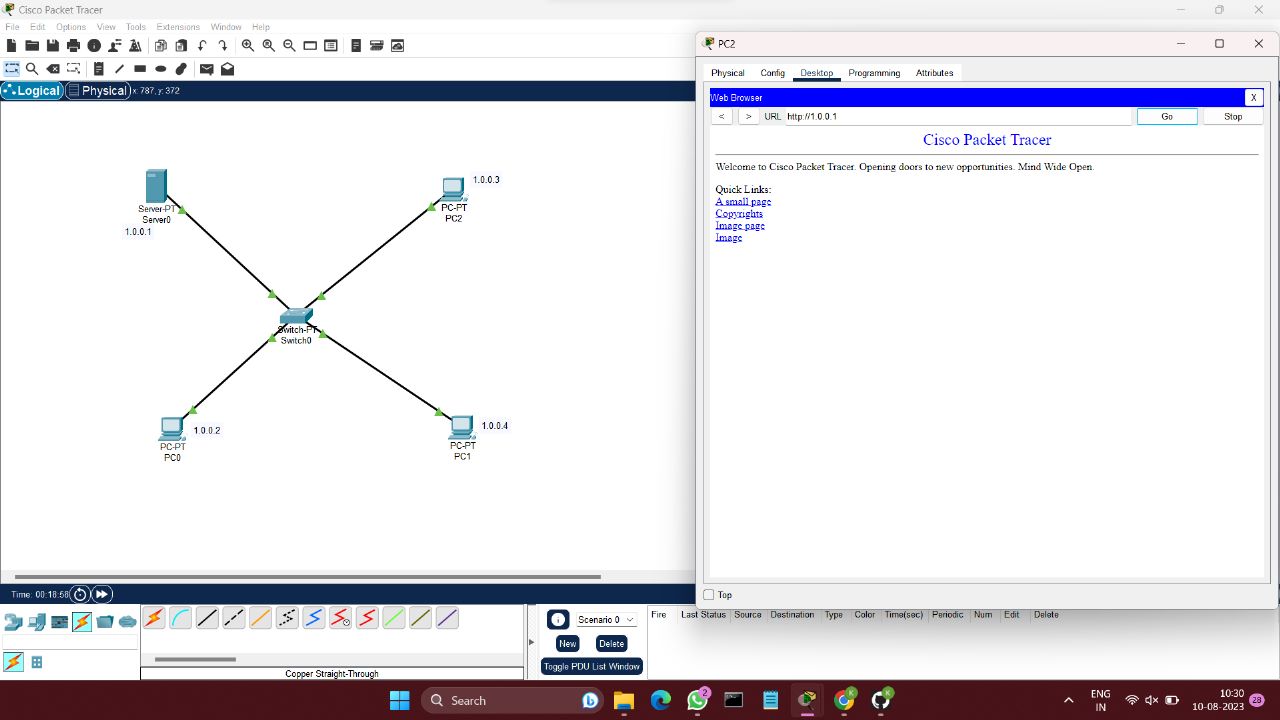 Cisco Packet Tracer
File Edit Options View Tools Extensions Window Help
Logical Physical x: 787, y: 372
1.0.0.3
Server-PT
Server0
1.0.0.1
PC-PT
PC2
Switch-PT
Switch0
1.0.0.2
PC-PT
PC0
1.0.0.4
PC-PT
PC1
PC2
Physical Config Desktop Programming Attributes
Web Browser X
< > URL http://1.0.0.1 Go Stop
Cisco Packet Tracer
Welcome to Cisco Packet Tracer. Opening doors to new opportunities. Mind Wide Open.
Quick Links:
A small page
Copyrights
Image page
Image
Top
Time: 00:18:58
Scenario 0
New Delete
Toggle PDU List Window
Fire Last Status Source Destination Type Color Time(sec) Periodic Num Edit Delete
Copper Straight-Through
Search
2
K
K
ENG
IN
10:30
10-08-2023
28